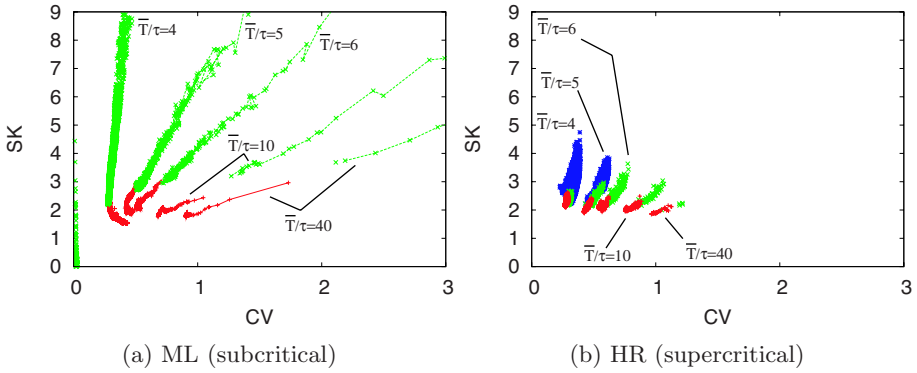 9
8
7
6
5
4
3
2
1
0
SK
0
1
2
3
CV
T̅/τ=4
T̅/τ=5
T̅/τ=6
T̅/τ=10
T̅/τ=40
(a) ML (subcritical)
9
8
7
6
5
4
3
2
1
0
SK
0
1
2
3
CV
T̅/τ=6
T̅/τ=5
T̅/τ=4
T̅/τ=10
T̅/τ=40
(b) HR (supercritical)